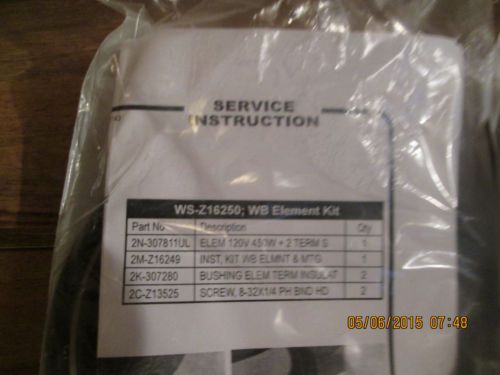 SERVICE
INSTRUCTION
WS-Z16250; WB Element Kit
Part No Description Qty
2N-307811UL ELEM 120V 450W + 2 TERM S 1
2M-Z16249 INST, KIT WB ELMNT & MTG 1
2K-307280 BUSHING ELEM TERM INSULAT 2
2C-Z13525 SCREW, 8-32X1/4 PH BND HD 2
05/06/2015 07:48